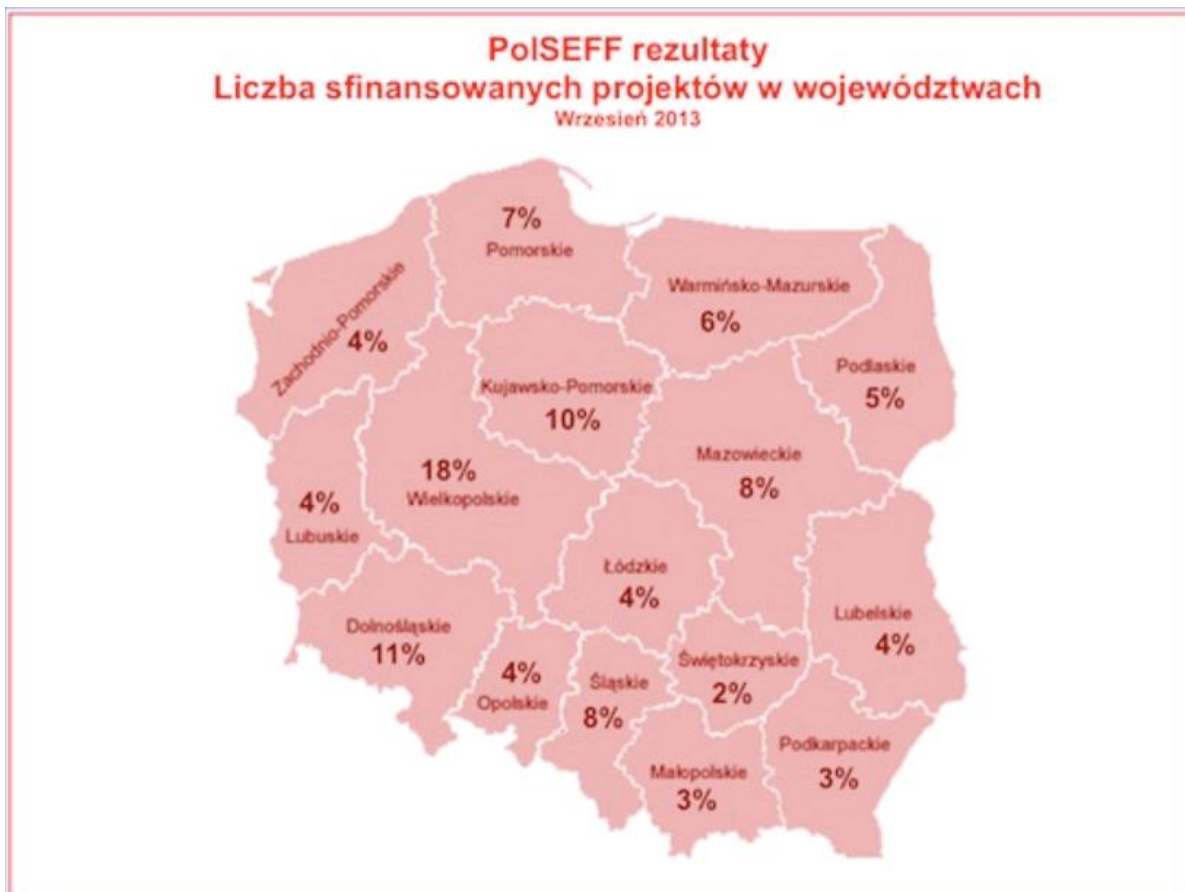 PolSEFF rezultaty
Liczba sfinansowanych projektów w województwach
Wrzesień 2013
7%
Pomorskie
Warmińsko-Mazurskie
6%
Zachodnio-Pomorskie
4%
Podlaskie
5%
Kujawsko-Pomorskie
10%
Mazowieckie
8%
18%
Wielkopolskie
4%
Lubuskie
Łódzkie
4%
Lubelskie
4%
Dolnośląskie
11%
4%
Opolskie
Śląskie
8%
Świętokrzyskie
2%
Podkarpackie
3%
Małopolskie
3%